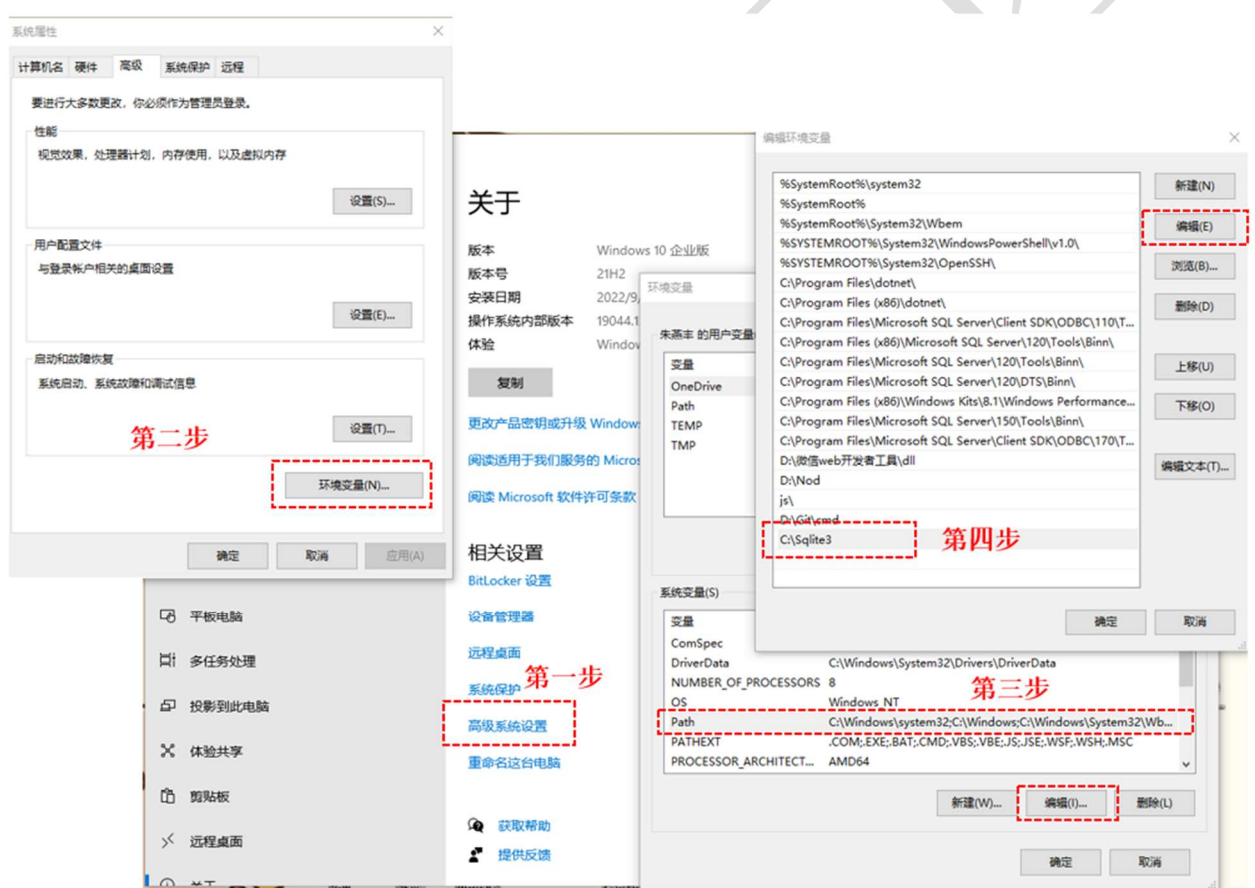 系统属性
计算机名 硬件 高级 系统保护 远程
要进行大多数更改，你必须作为管理员登录。
性能
视觉效果，处理器计划，内存使用，以及虚拟内存
设置(S)...
用户配置文件
与登录帐户相关的桌面设置
设置(E)...
启动和故障恢复
系统启动、系统故障和调试信息
第二步
设置(T)...
环境变量(N)...
确定 取消 应用(A)
平板电脑
多任务处理
投影到此电脑
体验共享
剪贴板
远程桌面
关于
关于
版本 Windows 10 企业版
版本号 21H2
安装日期 2022/9/
操作系统内部版本 19044.1
体验 Window
复制
更改产品密钥或升级 Window
阅读适用于我们服务的 Micros
阅读 Microsoft 软件许可条款
相关设置
BitLocker 设置
设备管理器
远程桌面
系统保护
第一步
高级系统设置
重命名这台电脑
获取帮助
提供反馈
环境变量
朱燕丰 的用户变量
变量
OneDrive
Path
TEMP
TMP
系统变量(S)
变量
ComSpec
DriverData C:\Windows\System32\Drivers\DriverData
NUMBER_OF_PROCESSORS 8
第三步
OS Windows_NT
Path C:\Windows\system32;C:\Windows;C:\Windows\System32\Wb...
PATHEXT .COM;.EXE;.BAT;.CMD;.VBS;.VBE;.JS;.JSE;.WSF;.WSH;.MSC
PROCESSOR_ARCHITECT... AMD64
新建(W)... 编辑(I)... 删除(L)
确定 取消
编辑环境变量
%SystemRoot%\system32
%SystemRoot%
%SystemRoot%\System32\Wbem
%SYSTEMROOT%\System32\WindowsPowerShell\v1.0\
%SYSTEMROOT%\System32\OpenSSH\
C:\Program Files\dotnet\
C:\Program Files (x86)\dotnet\
C:\Program Files\Microsoft SQL Server\Client SDK\ODBC\110\T...
C:\Program Files (x86)\Microsoft SQL Server\120\Tools\Binn\
C:\Program Files\Microsoft SQL Server\120\Tools\Binn\
C:\Program Files\Microsoft SQL Server\120\DTS\Binn\
C:\Program Files (x86)\Windows Kits\8.1\Windows Performance...
C:\Program Files\Microsoft SQL Server\150\Tools\Binn\
C:\Program Files\Microsoft SQL Server\Client SDK\ODBC\170\T...
D:\微信web开发者工具\dll
D:\Nod
js\
D:\Git\cmd
C:\Sqlite3
第四步
新建(N)
编辑(E)
浏览(B)...
删除(D)
上移(U)
下移(O)
编辑文本(T)...
确定 取消